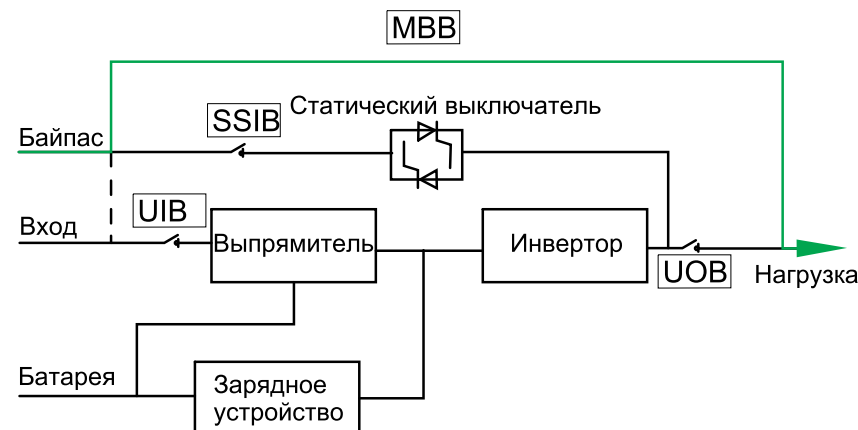 MBB
Статический выключатель
SSIB
Байпас
UIB
Вход
Выпрямитель
Инвертор
UOB
Нагрузка
Батарея
Зарядное
устройство